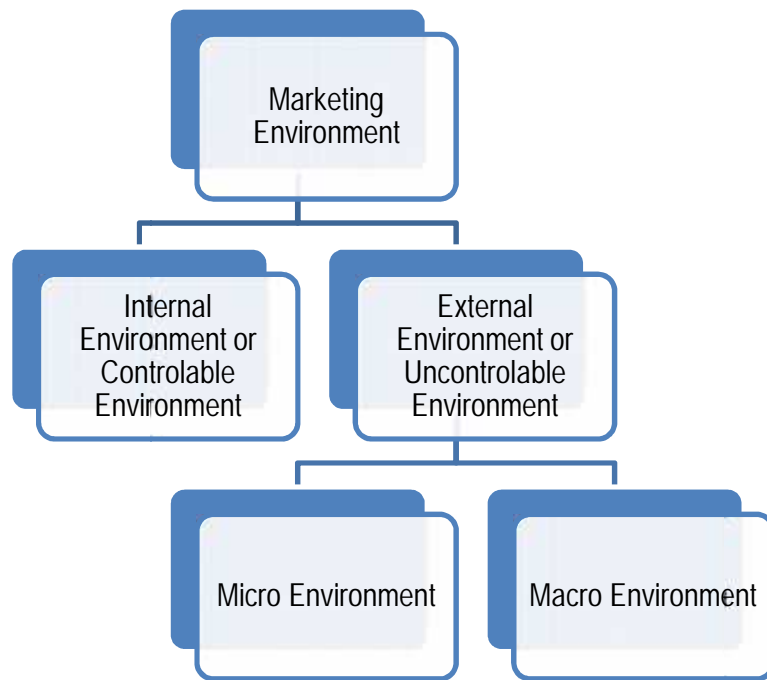 Marketing
Environment
Internal
Environment or
Controlable
Environment
External
Environment or
Uncontrolable
Environment
Micro Environment
Macro Environment